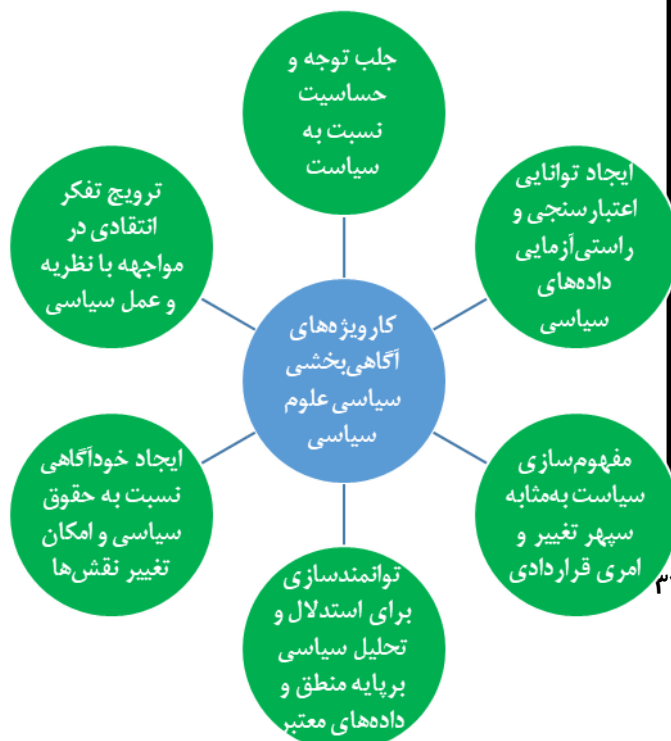 جلب توجه و
حساسیت
نسبت به
سیاست
ایجاد توانایی
اعتبارسنجی و
راستی‌آزمایی
داده‌های
سیاسی
مفهوم‌سازی
سیاست به‌مثابه
سپهر تغییر و
امری قراردادی
توانمندسازی
برای استدلال و
تحلیل سیاسی
برپایه منطق و
داده‌های معتبر
ایجاد خودآگاهی
نسبت به حقوق
سیاسی و امکان
تغییر نقش‌ها
ترویج تفکر
انتقادی در
مواجهه با نظریه
و عمل سیاسی
کارویژه‌های
آگاهی‌بخشی
سیاسی علوم
سیاسی